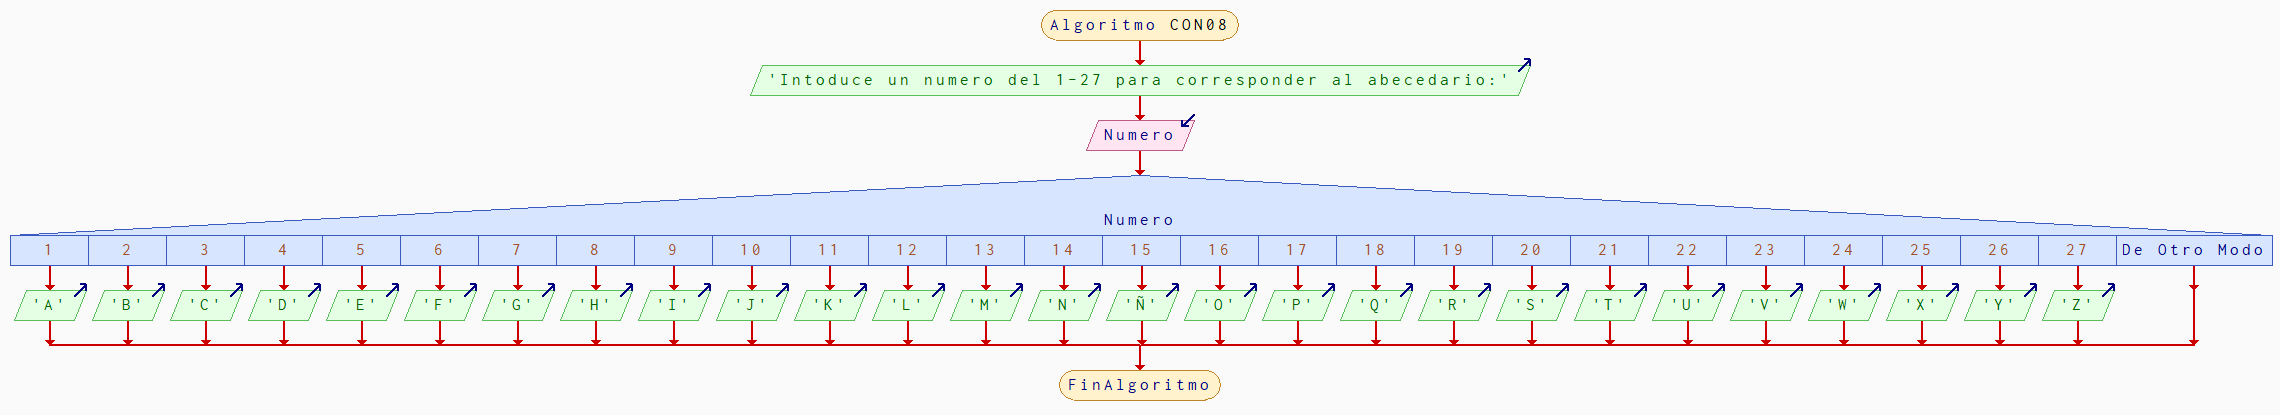 Algoritmo CON08
'Intoduce un numero del 1-27 para corresponder al abecedario:'
Numero
Numero
1 2 3 4 5 6 7 8 9 10 11 12 13 14 15 16 17 18 19 20 21 22 23 24 25 26 27 De Otro Modo
'A' 'B' 'C' 'D' 'E' 'F' 'G' 'H' 'I' 'J' 'K' 'L' 'M' 'N' 'Ñ' 'O' 'P' 'Q' 'R' 'S' 'T' 'U' 'V' 'W' 'X' 'Y' 'Z'
FinAlgoritmo